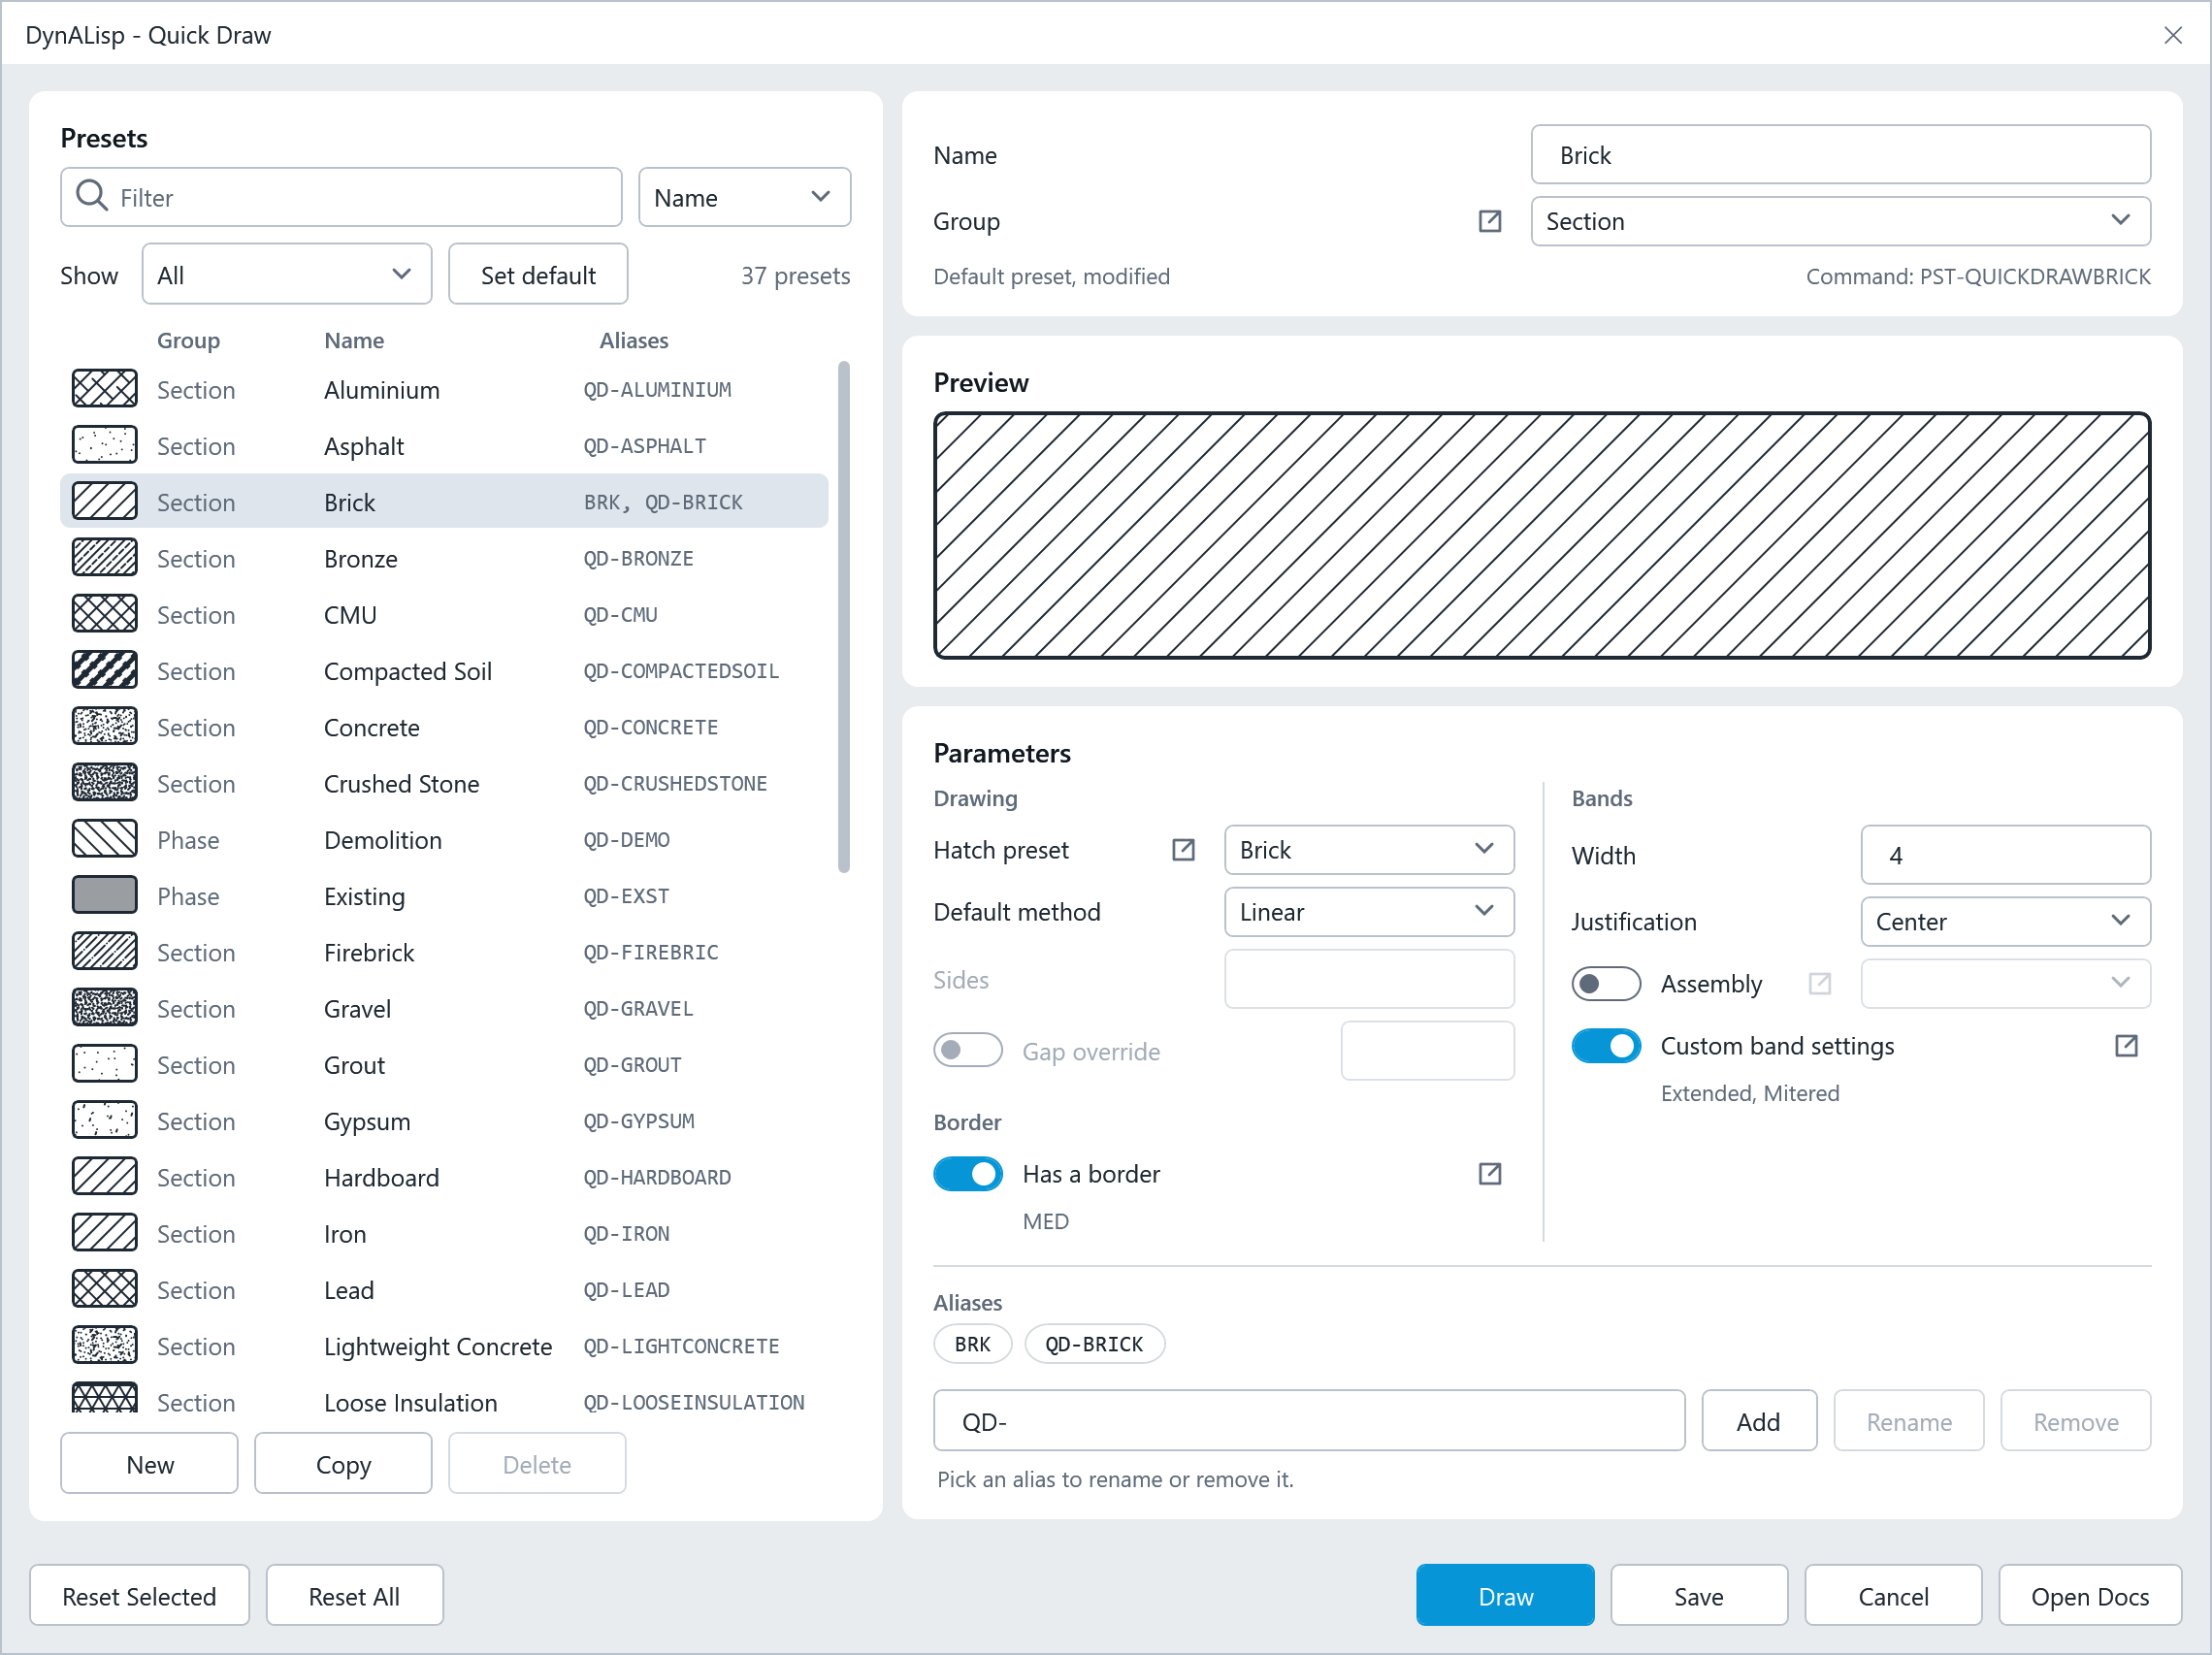 DynALisp - Quick Draw
Presets
Filter
Name
Show
All
Set default
37 presets
Group Name Aliases
Section Aluminium QD-ALUMINIUM
Section Asphalt QD-ASPHALT
Section Brick BRK, QD-BRICK
Section Bronze QD-BRONZE
Section CMU QD-CMU
Section Compacted Soil QD-COMPACTEDSOIL
Section Concrete QD-CONCRETE
Section Crushed Stone QD-CRUSHEDSTONE
Phase Demolition QD-DEMO
Phase Existing QD-EXST
Section Firebrick QD-FIREBRIC
Section Gravel QD-GRAVEL
Section Grout QD-GROUT
Section Gypsum QD-GYPSUM
Section Hardboard QD-HARDBOARD
Section Iron QD-IRON
Section Lead QD-LEAD
Section Lightweight Concrete QD-LIGHTCONCRETE
Section Loose Insulation QD-LOOSEINSULATION
New
Copy
Delete
Name
Brick
Group
Section
Default preset, modified
Command: PST-QUICKDRAWBRICK
Preview
Parameters
Drawing
Hatch preset
Brick
Default method
Linear
Sides
Gap override
Border
Has a border
MED
Bands
Width
4
Justification
Center
Assembly
Custom band settings
Extended, Mitered
Aliases
BRK
QD-BRICK
QD-
Add
Rename
Remove
Pick an alias to rename or remove it.
Reset Selected
Reset All
Draw
Save
Cancel
Open Docs